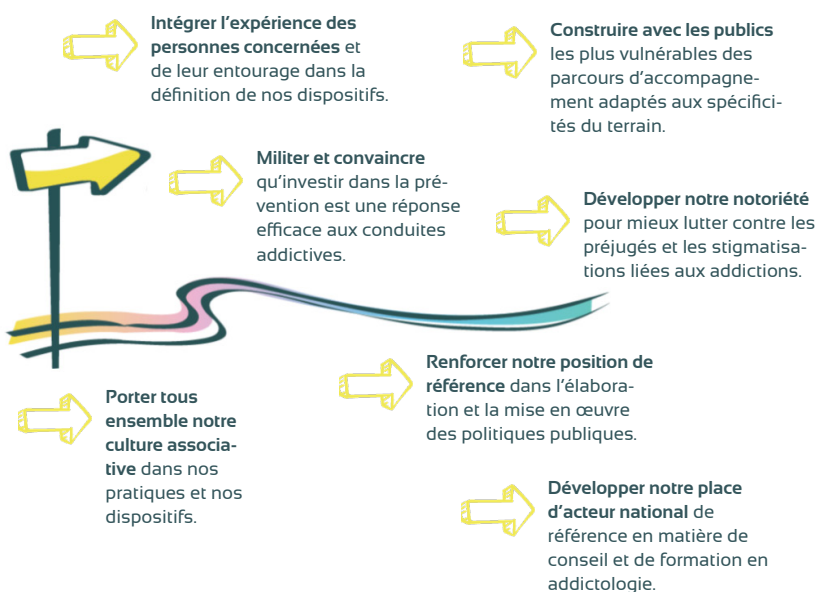 Intégrer l'expérience des
personnes concernées et
de leur entourage dans la
définition de nos dispositifs.
Construire avec les publics
les plus vulnérables des
parcours d'accompagne-
ment adaptés aux spécifici-
tés du terrain.
Militer et convaincre
qu'investir dans la pré-
vention est une réponse
efficace aux conduites
addictives.
Développer notre notoriété
pour mieux lutter contre les
préjugés et les stigmatisa-
tions liées aux addictions.
Renforcer notre position de
référence dans l'élabora-
tion et la mise en œuvre
des politiques publiques.
Porter tous
ensemble notre
culture associa-
tive dans nos
pratiques et nos
dispositifs.
Développer notre place
d'acteur national de
référence en matière de
conseil et de formation en
addictologie.